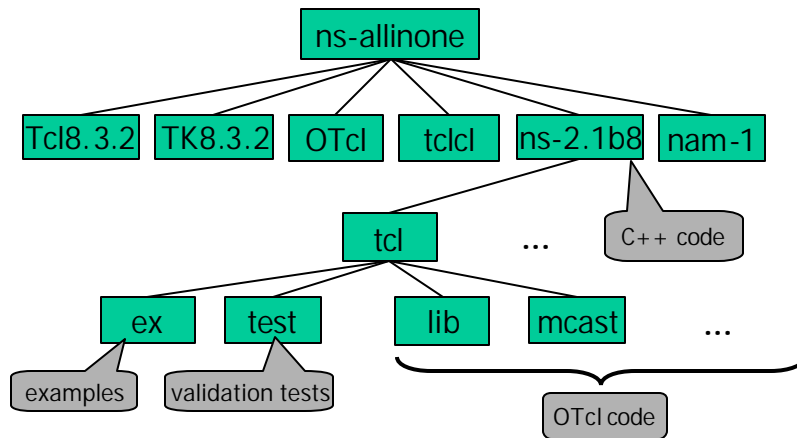 ns-allinone
Tcl8.3.2 TK8.3.2 OTcl tclcl ns-2.1b8 nam-1
tcl ... C++ code
ex test lib mcast ...
examples validation tests
OTcl code